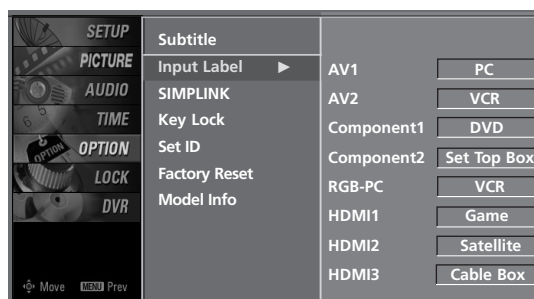 SETUP
PICTURE
AUDIO
TIME
OPTION
LOCK
DVR
Move MENU Prev
Subtitle
Input Label ►
SIMPLINK
Key Lock
Set ID
Factory Reset
Model Info
AV1 PC
AV2 VCR
Component1 DVD
Component2 Set Top Box
RGB-PC VCR
HDMI1 Game
HDMI2 Satellite
HDMI3 Cable Box